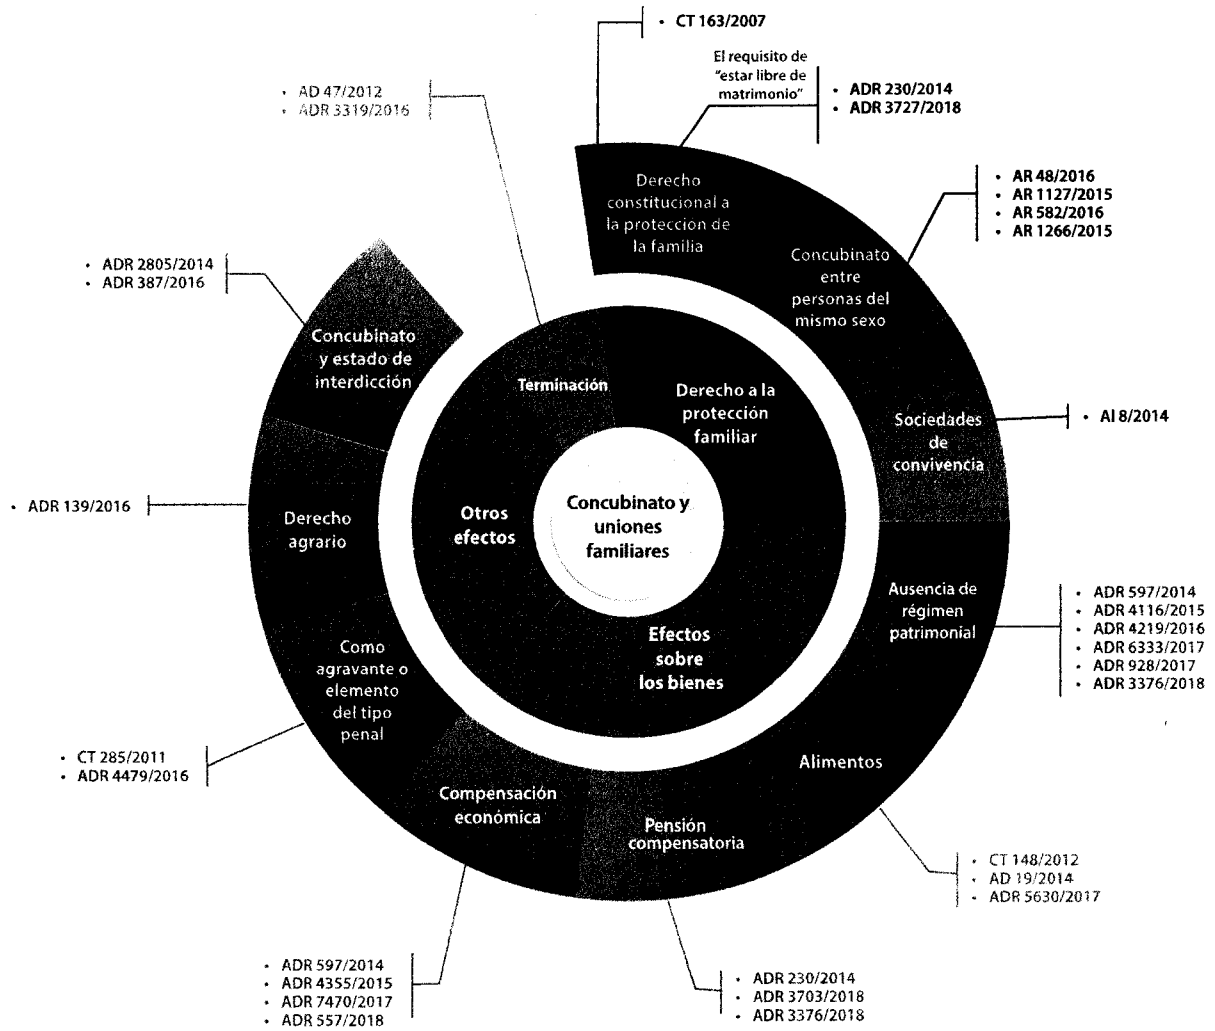 • CT 163/2007
El requisito de
"estar libre de
matrimonio"
• ADR 230/2014
• ADR 3727/2018
• AD 47/2012
• ADR 3319/2016
• AR 48/2016
• AR 1127/2015
• AR 582/2016
• AR 1266/2015
Derecho
constitucional a
la protección de
la familia
Concubinato
entre
personas del
mismo sexo
• ADR 2805/2014
• ADR 387/2016
Concubinato
y estado de
interdicción
Terminación
Derecho a la
protección
familiar
Sociedades
de
convivencia
• AI 8/2014
• ADR 139/2016
Derecho
agrario
Otros
efectos
Concubinato y
uniones
familiares
Ausencia de
régimen
patrimonial
• ADR 597/2014
• ADR 4116/2015
• ADR 4219/2016
• ADR 6333/2017
• ADR 928/2017
• ADR 3376/2018
Efectos
sobre
los bienes
Como
agravante o
elemento
del tipo
penal
• CT 285/2011
• ADR 4479/2016
Alimentos
Compensación
económica
Pensión
compensatoria
• CT 148/2012
• AD 19/2014
• ADR 5630/2017
• ADR 597/2014
• ADR 4355/2015
• ADR 7470/2017
• ADR 557/2018
• ADR 230/2014
• ADR 3703/2018
• ADR 3376/2018